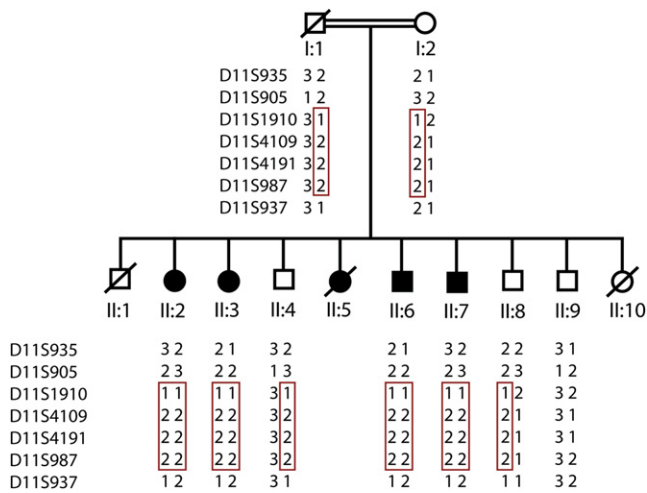 I:1 I:2
D11S935 3 2 2 1
D11S905 1 2 3 2
D11S1910 3 1 1 2
D11S4109 3 2 2 1
D11S4191 3 2 2 1
D11S987 3 2 2 1
D11S937 3 1 2 1
II:1 II:2 II:3 II:4 II:5 II:6 II:7 II:8 II:9 II:10
D11S935 3 2 2 1 3 2 2 1 3 2 2 2 3 1
D11S905 2 3 2 2 1 3 2 2 2 3 2 3 1 2
D11S1910 1 1 1 1 3 1 1 1 1 1 1 2 3 2
D11S4109 2 2 2 2 3 2 2 2 2 2 2 1 3 1
D11S4191 2 2 2 2 3 2 2 2 2 2 2 1 3 1
D11S987 2 2 2 2 3 2 2 2 2 2 2 1 3 2
D11S937 1 2 1 2 3 1 1 2 1 2 1 1 3 2